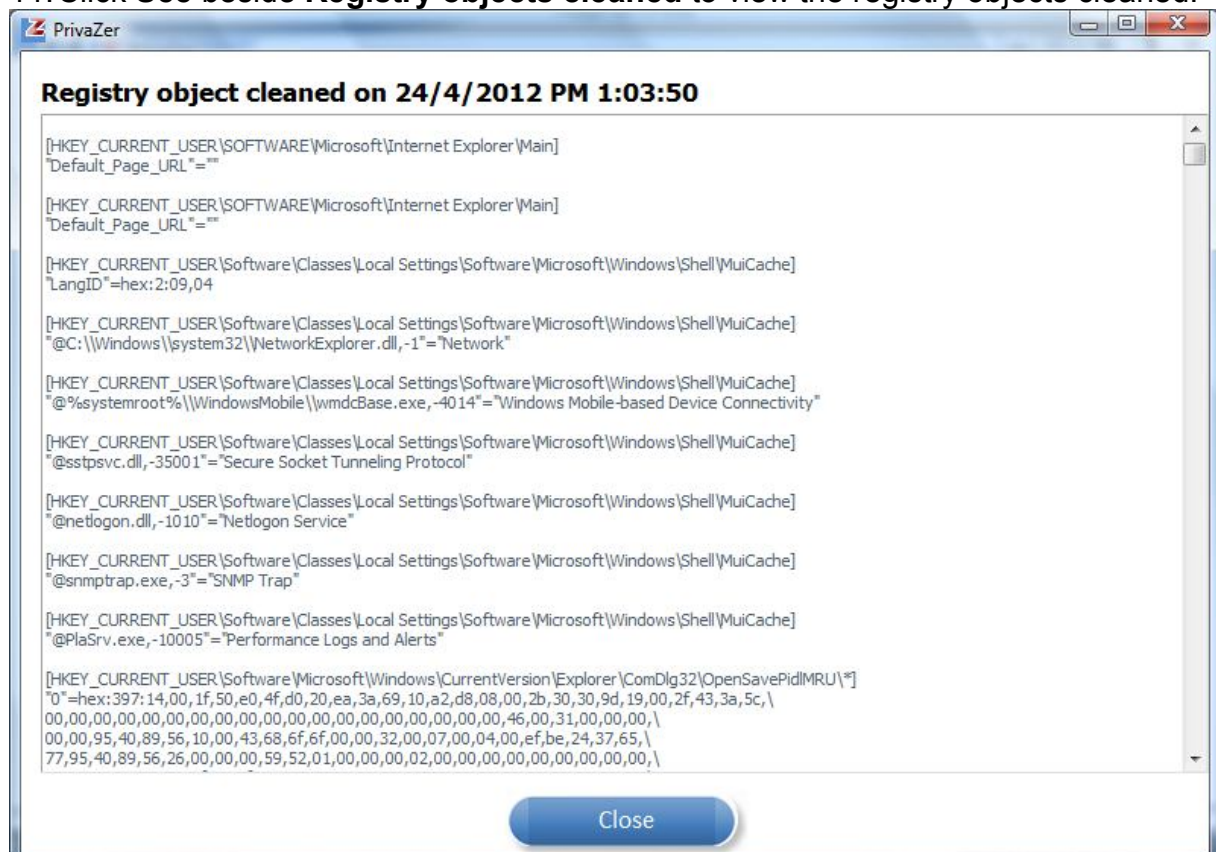 Click See beside Registry objects cleaned to view the registry objects cleaned.
PrivaZer
Registry object cleaned on 24/4/2012 PM 1:03:50
[HKEY_CURRENT_USER\SOFTWARE\Microsoft\Internet Explorer\Main]
"Default_Page_URL"=""
[HKEY_CURRENT_USER\SOFTWARE\Microsoft\Internet Explorer\Main]
"Default_Page_URL"=""
[HKEY_CURRENT_USER\Software\Classes\Local Settings\Software\Microsoft\Windows\Shell\MuiCache]
"LangID"=hex:2:09,04
[HKEY_CURRENT_USER\Software\Classes\Local Settings\Software\Microsoft\Windows\Shell\MuiCache]
"@C:\\Windows\\system32\\NetworkExplorer.dll,-1"="Network"
[HKEY_CURRENT_USER\Software\Classes\Local Settings\Software\Microsoft\Windows\Shell\MuiCache]
"@%systemroot%\\WindowsMobile\\wmdcBase.exe,-4014"="Windows Mobile-based Device Connectivity"
[HKEY_CURRENT_USER\Software\Classes\Local Settings\Software\Microsoft\Windows\Shell\MuiCache]
"@sstpsvc.dll,-35001"="Secure Socket Tunneling Protocol"
[HKEY_CURRENT_USER\Software\Classes\Local Settings\Software\Microsoft\Windows\Shell\MuiCache]
"@netlogon.dll,-1010"="Netlogon Service"
[HKEY_CURRENT_USER\Software\Classes\Local Settings\Software\Microsoft\Windows\Shell\MuiCache]
"@snmptrap.exe,-3"="SNMP Trap"
[HKEY_CURRENT_USER\Software\Classes\Local Settings\Software\Microsoft\Windows\Shell\MuiCache]
"@PlaSrv.exe,-10005"="Performance Logs and Alerts"
[HKEY_CURRENT_USER\Software\Microsoft\Windows\CurrentVersion\Explorer\ComDlg32\OpenSavePidlMRU\*]
"0"=hex:397:14,00,1f,50,e0,4f,d0,20,ea,3a,69,10,a2,d8,08,00,2b,30,30,9d,19,00,2f,43,3a,5c,\
00,00,00,00,00,00,00,00,00,00,00,00,00,00,00,00,00,00,00,46,00,31,00,00,00,\
00,00,95,40,89,56,10,00,43,68,6f,6f,00,00,32,00,07,00,04,00,ef,be,24,37,65,\
77,95,40,89,56,26,00,00,00,59,52,01,00,00,00,02,00,00,00,00,00,00,00,00,00,\
Close